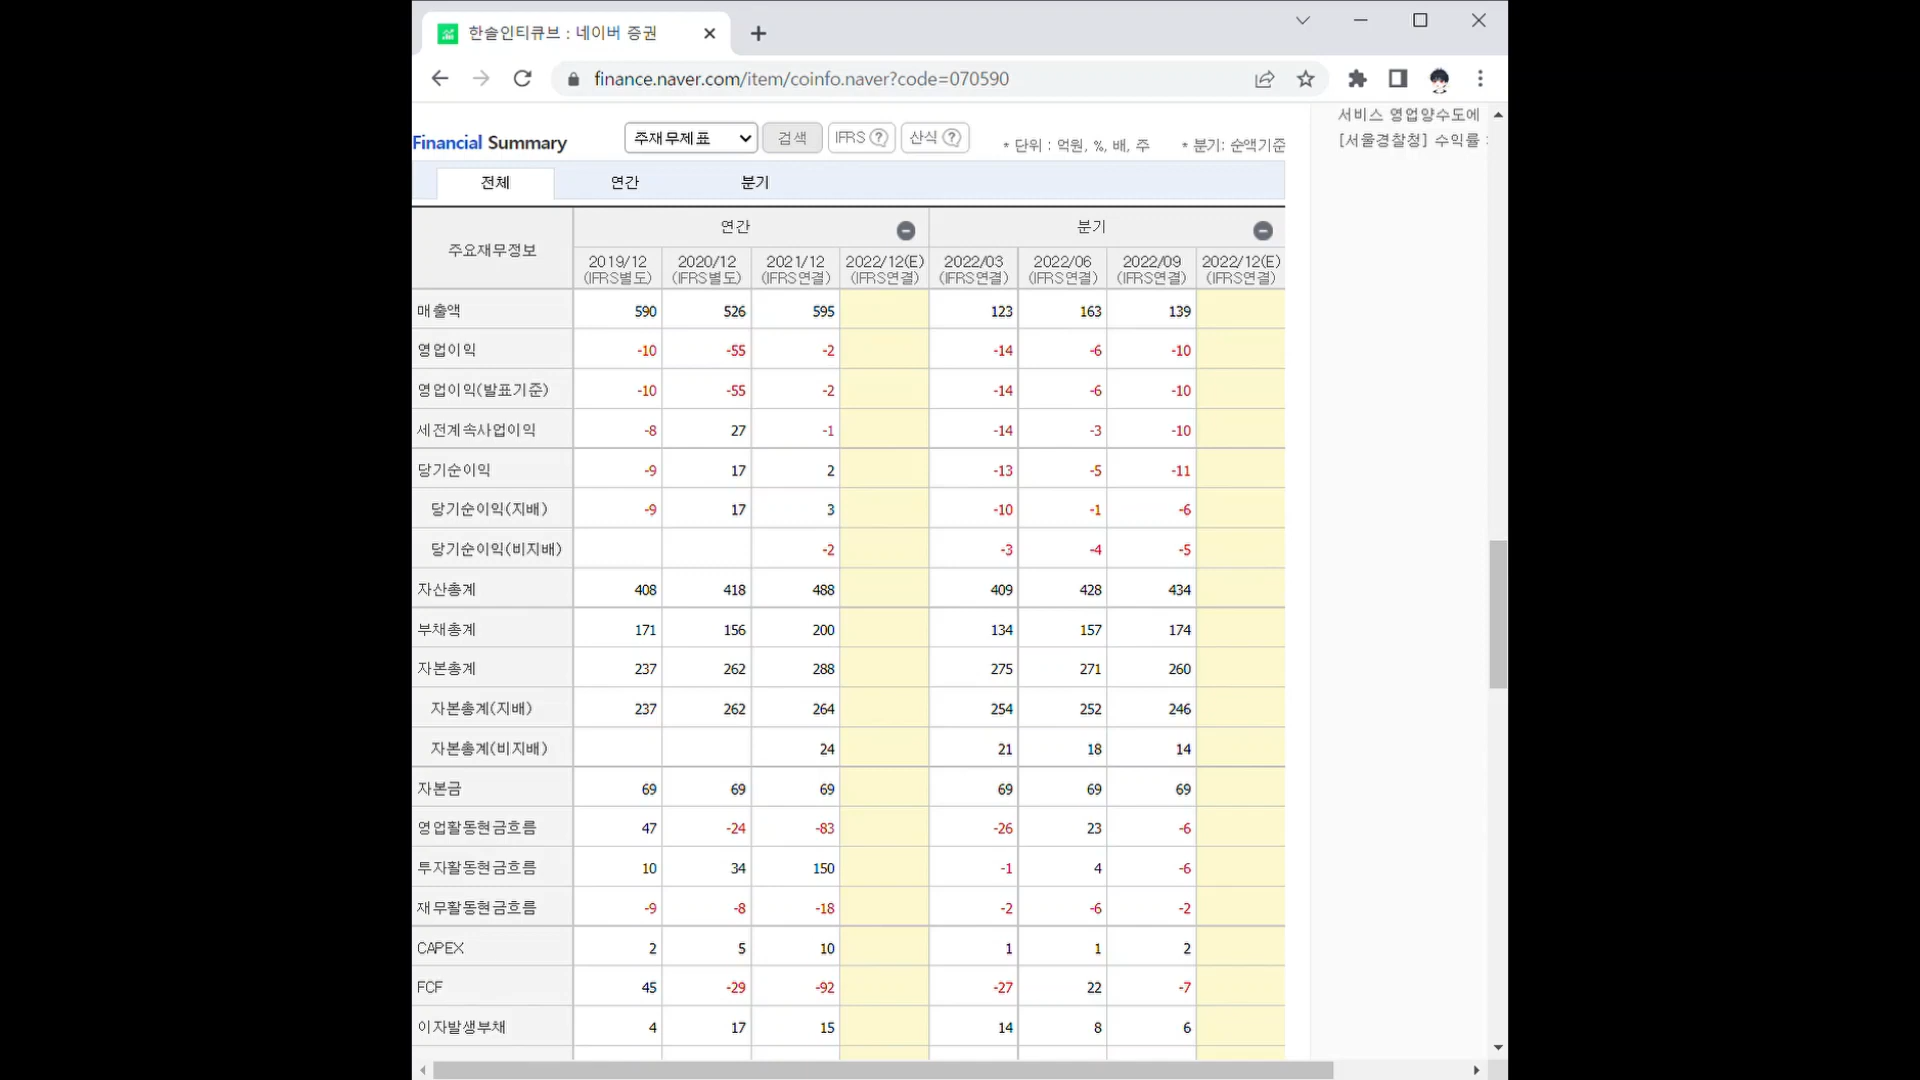 한솔인티큐브 : 네이버 증권
finance.naver.com/item/coinfo.naver?code=070590
서비스 영업양수도에
[서울경찰청] 수익률
Financial Summary 주재무제표 검색 IFRS ? 산식 ? * 단위 : 억원, %, 배, 주 * 분기: 순액기준
전체 연간 분기
주요재무정보 연간 분기
2019/12 2020/12 2021/12 2022/12(E) 2022/03 2022/06 2022/09 2022/12(E)
(IFRS별도) (IFRS별도) (IFRS연결) (IFRS연결) (IFRS연결) (IFRS연결) (IFRS연결) (IFRS연결)
매출액 590 526 595 123 163 139
영업이익 -10 -55 -2 -14 -6 -10
영업이익(발표기준) -10 -55 -2 -14 -6 -10
세전계속사업이익 -8 27 -1 -14 -3 -10
당기순이익 -9 17 2 -13 -5 -11
당기순이익(지배) -9 17 3 -10 -1 -6
당기순이익(비지배) -2 -3 -4 -5
자산총계 408 418 488 409 428 434
부채총계 171 156 200 134 157 174
자본총계 237 262 288 275 271 260
자본총계(지배) 237 262 264 254 252 246
자본총계(비지배) 24 21 18 14
자본금 69 69 69 69 69 69
영업활동현금흐름 47 -24 -83 -26 23 -6
투자활동현금흐름 10 34 150 -1 4 -6
재무활동현금흐름 -9 -8 -18 -2 -6 -2
CAPEX 2 5 10 1 1 2
FCF 45 -29 -92 -27 22 -7
이자발생부채 4 17 15 14 8 6